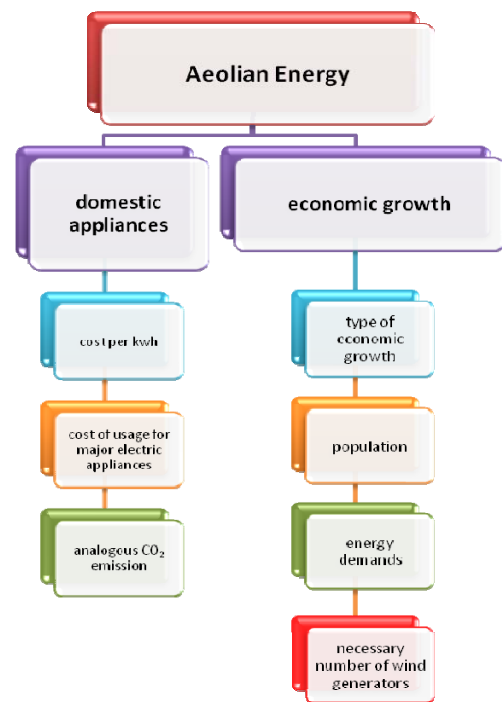 Aeolian Energy
domestic
appliances
economic growth
cost per kwh
cost of usage for
major electric
appliances
analogous CO₂
emission
type of
economic
growth
population
energy
demands
necessary
number of wind
generators